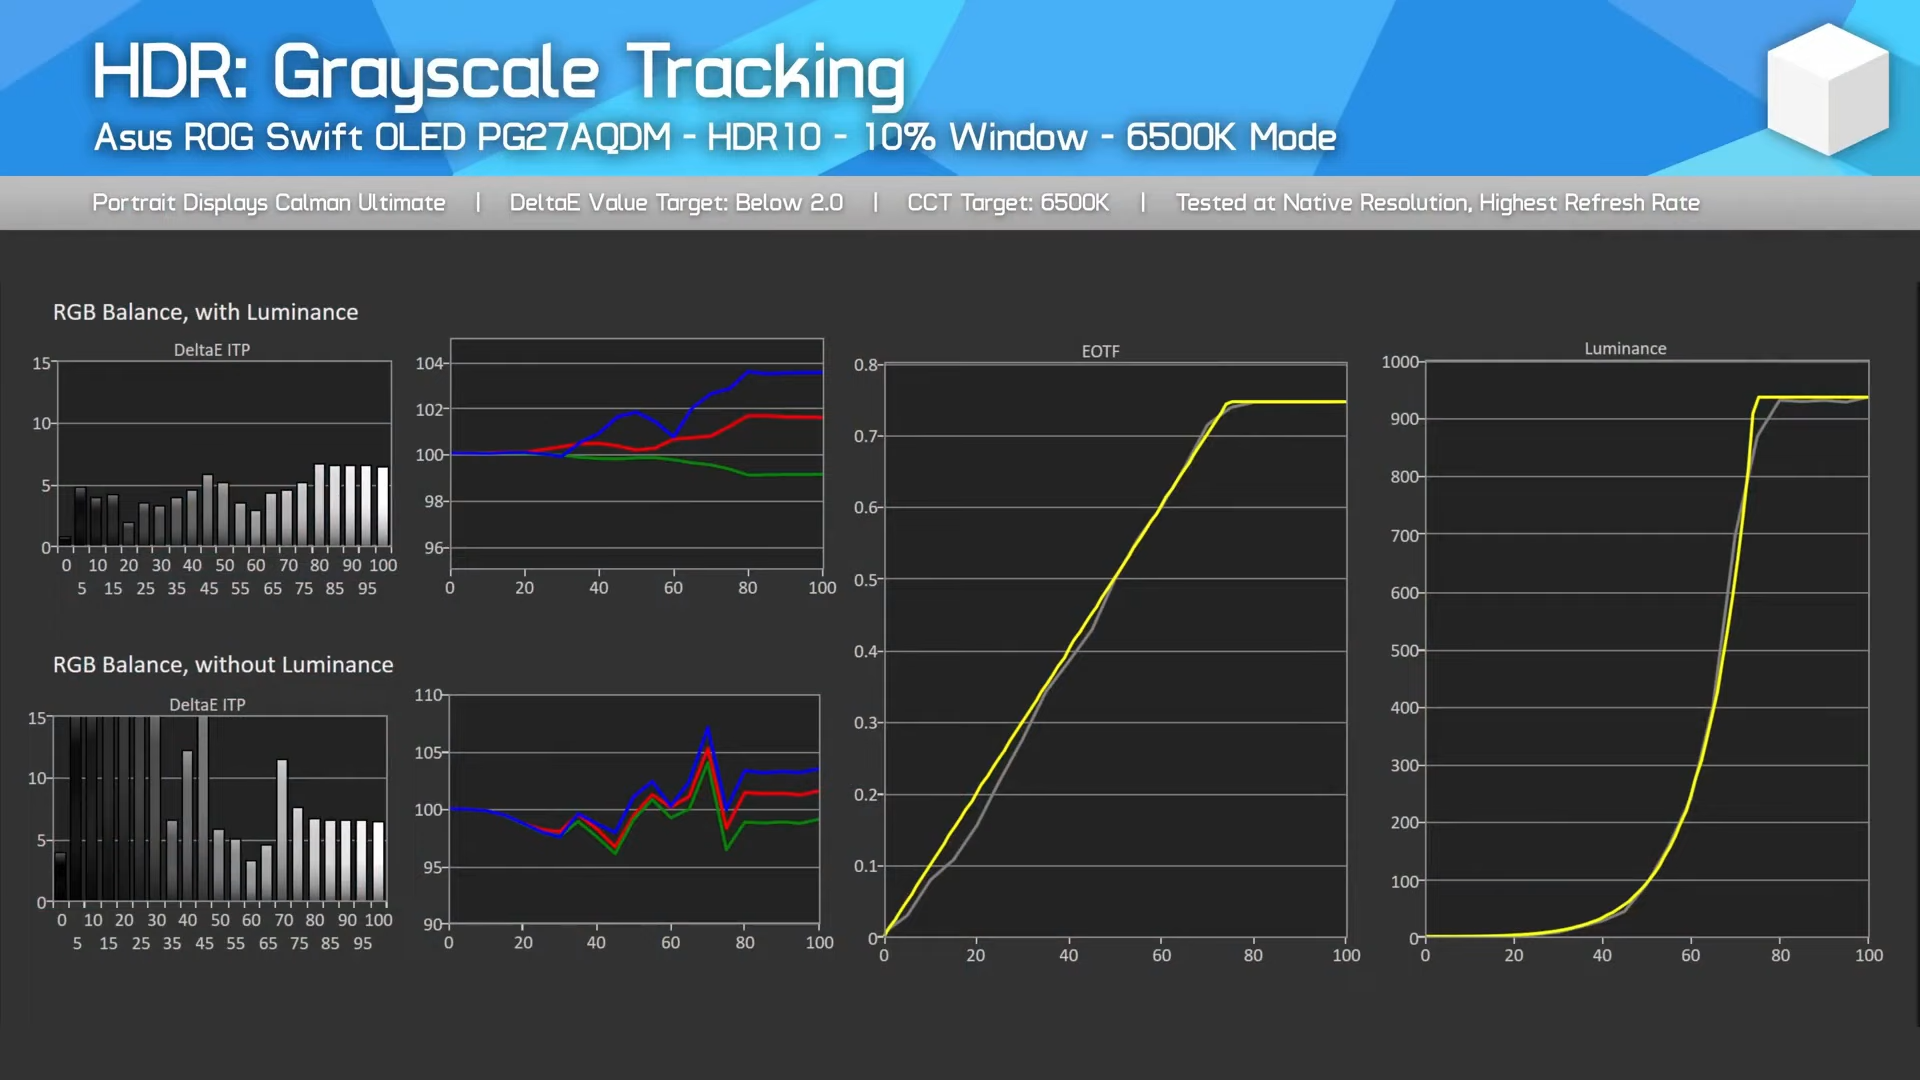 HDR: Grayscale Tracking
Asus ROG Swift OLED PG27AQDM - HDR10 - 10% Window - 6500K Mode
Portrait Displays Calman Ultimate | DeltaE Value Target: Below 2.0 | CCT Target: 6500K | Tested at Native Resolution, Highest Refresh Rate
RGB Balance, with Luminance
DeltaE ITP
15
10
5
0
0 10 20 30 40 50 60 70 80 90 100
5 15 25 35 45 55 65 75 85 95
104
102
100
98
96
0 20 40 60 80 100
RGB Balance, without Luminance
DeltaE ITP
15
10
5
0
0 10 20 30 40 50 60 70 80 90 100
5 15 25 35 45 55 65 75 85 95
110
105
100
95
90
0 20 40 60 80 100
EOTF
0.8
0.7
0.6
0.5
0.4
0.3
0.2
0.1
0
0 20 40 60 80 100
Luminance
1000
900
800
700
600
500
400
300
200
100
0
0 20 40 60 80 100